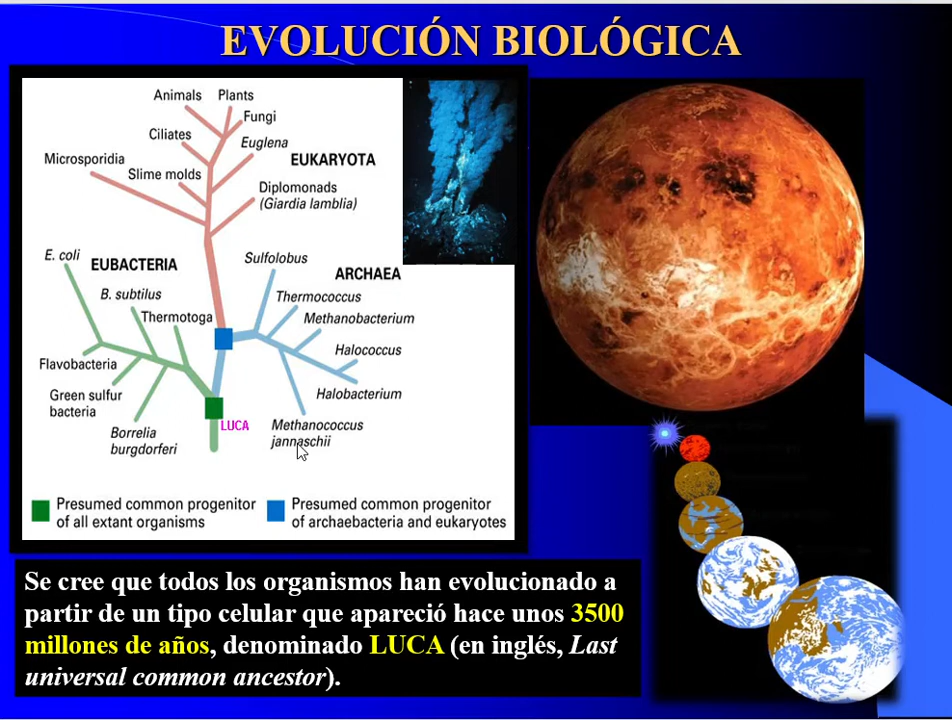 EVOLUCIÓN BIOLÓGICA
Animals
Plants
Fungi
Ciliates
Euglena
Microsporidia
EUKARYOTA
Slime molds
Diplomonads
(Giardia lamblia)
E. coli
EUBACTERIA
Sulfolobus
ARCHAEA
B. subtilus
Thermococcus
Thermotoga
Methanobacterium
Halococcus
Flavobacteria
Green sulfur
bacteria
Halobacterium
LUCA
Borrelia
burgdorferi
Methanococcus
jannaschii
Presumed common progenitor
of all extant organisms
Presumed common progenitor
of archaebacteria and eukaryotes
Se cree que todos los organismos han evolucionado a
partir de un tipo celular que apareció hace unos 3500
millones de años, denominado LUCA (en inglés, Last
universal common ancestor).